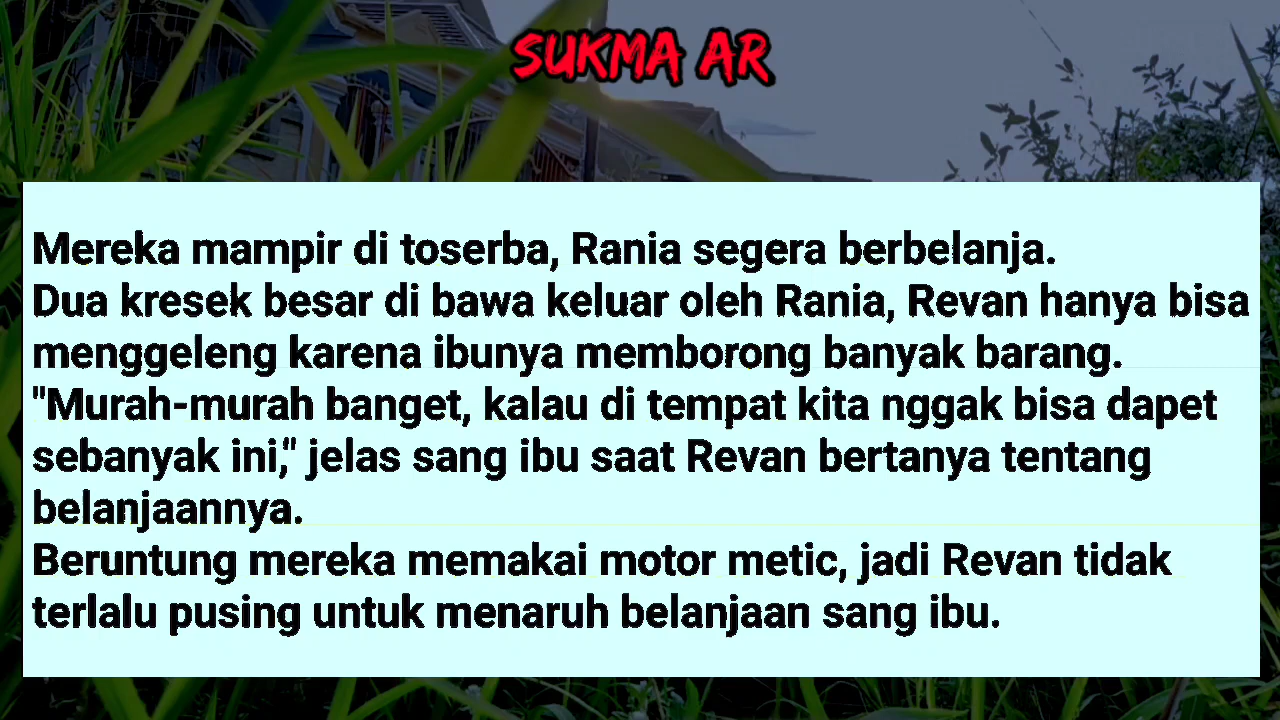 SUKMA AR
Mereka mampir di toserba, Rania segera berbelanja.
Dua kresek besar di bawa keluar oleh Rania, Revan hanya bisa
menggeleng karena ibunya memborong banyak barang.
"Murah-murah banget, kalau di tempat kita nggak bisa dapet
sebanyak ini," jelas sang ibu saat Revan bertanya tentang
belanjaannya.
Beruntung mereka memakai motor metic, jadi Revan tidak
terlalu pusing untuk menaruh belanjaan sang ibu.